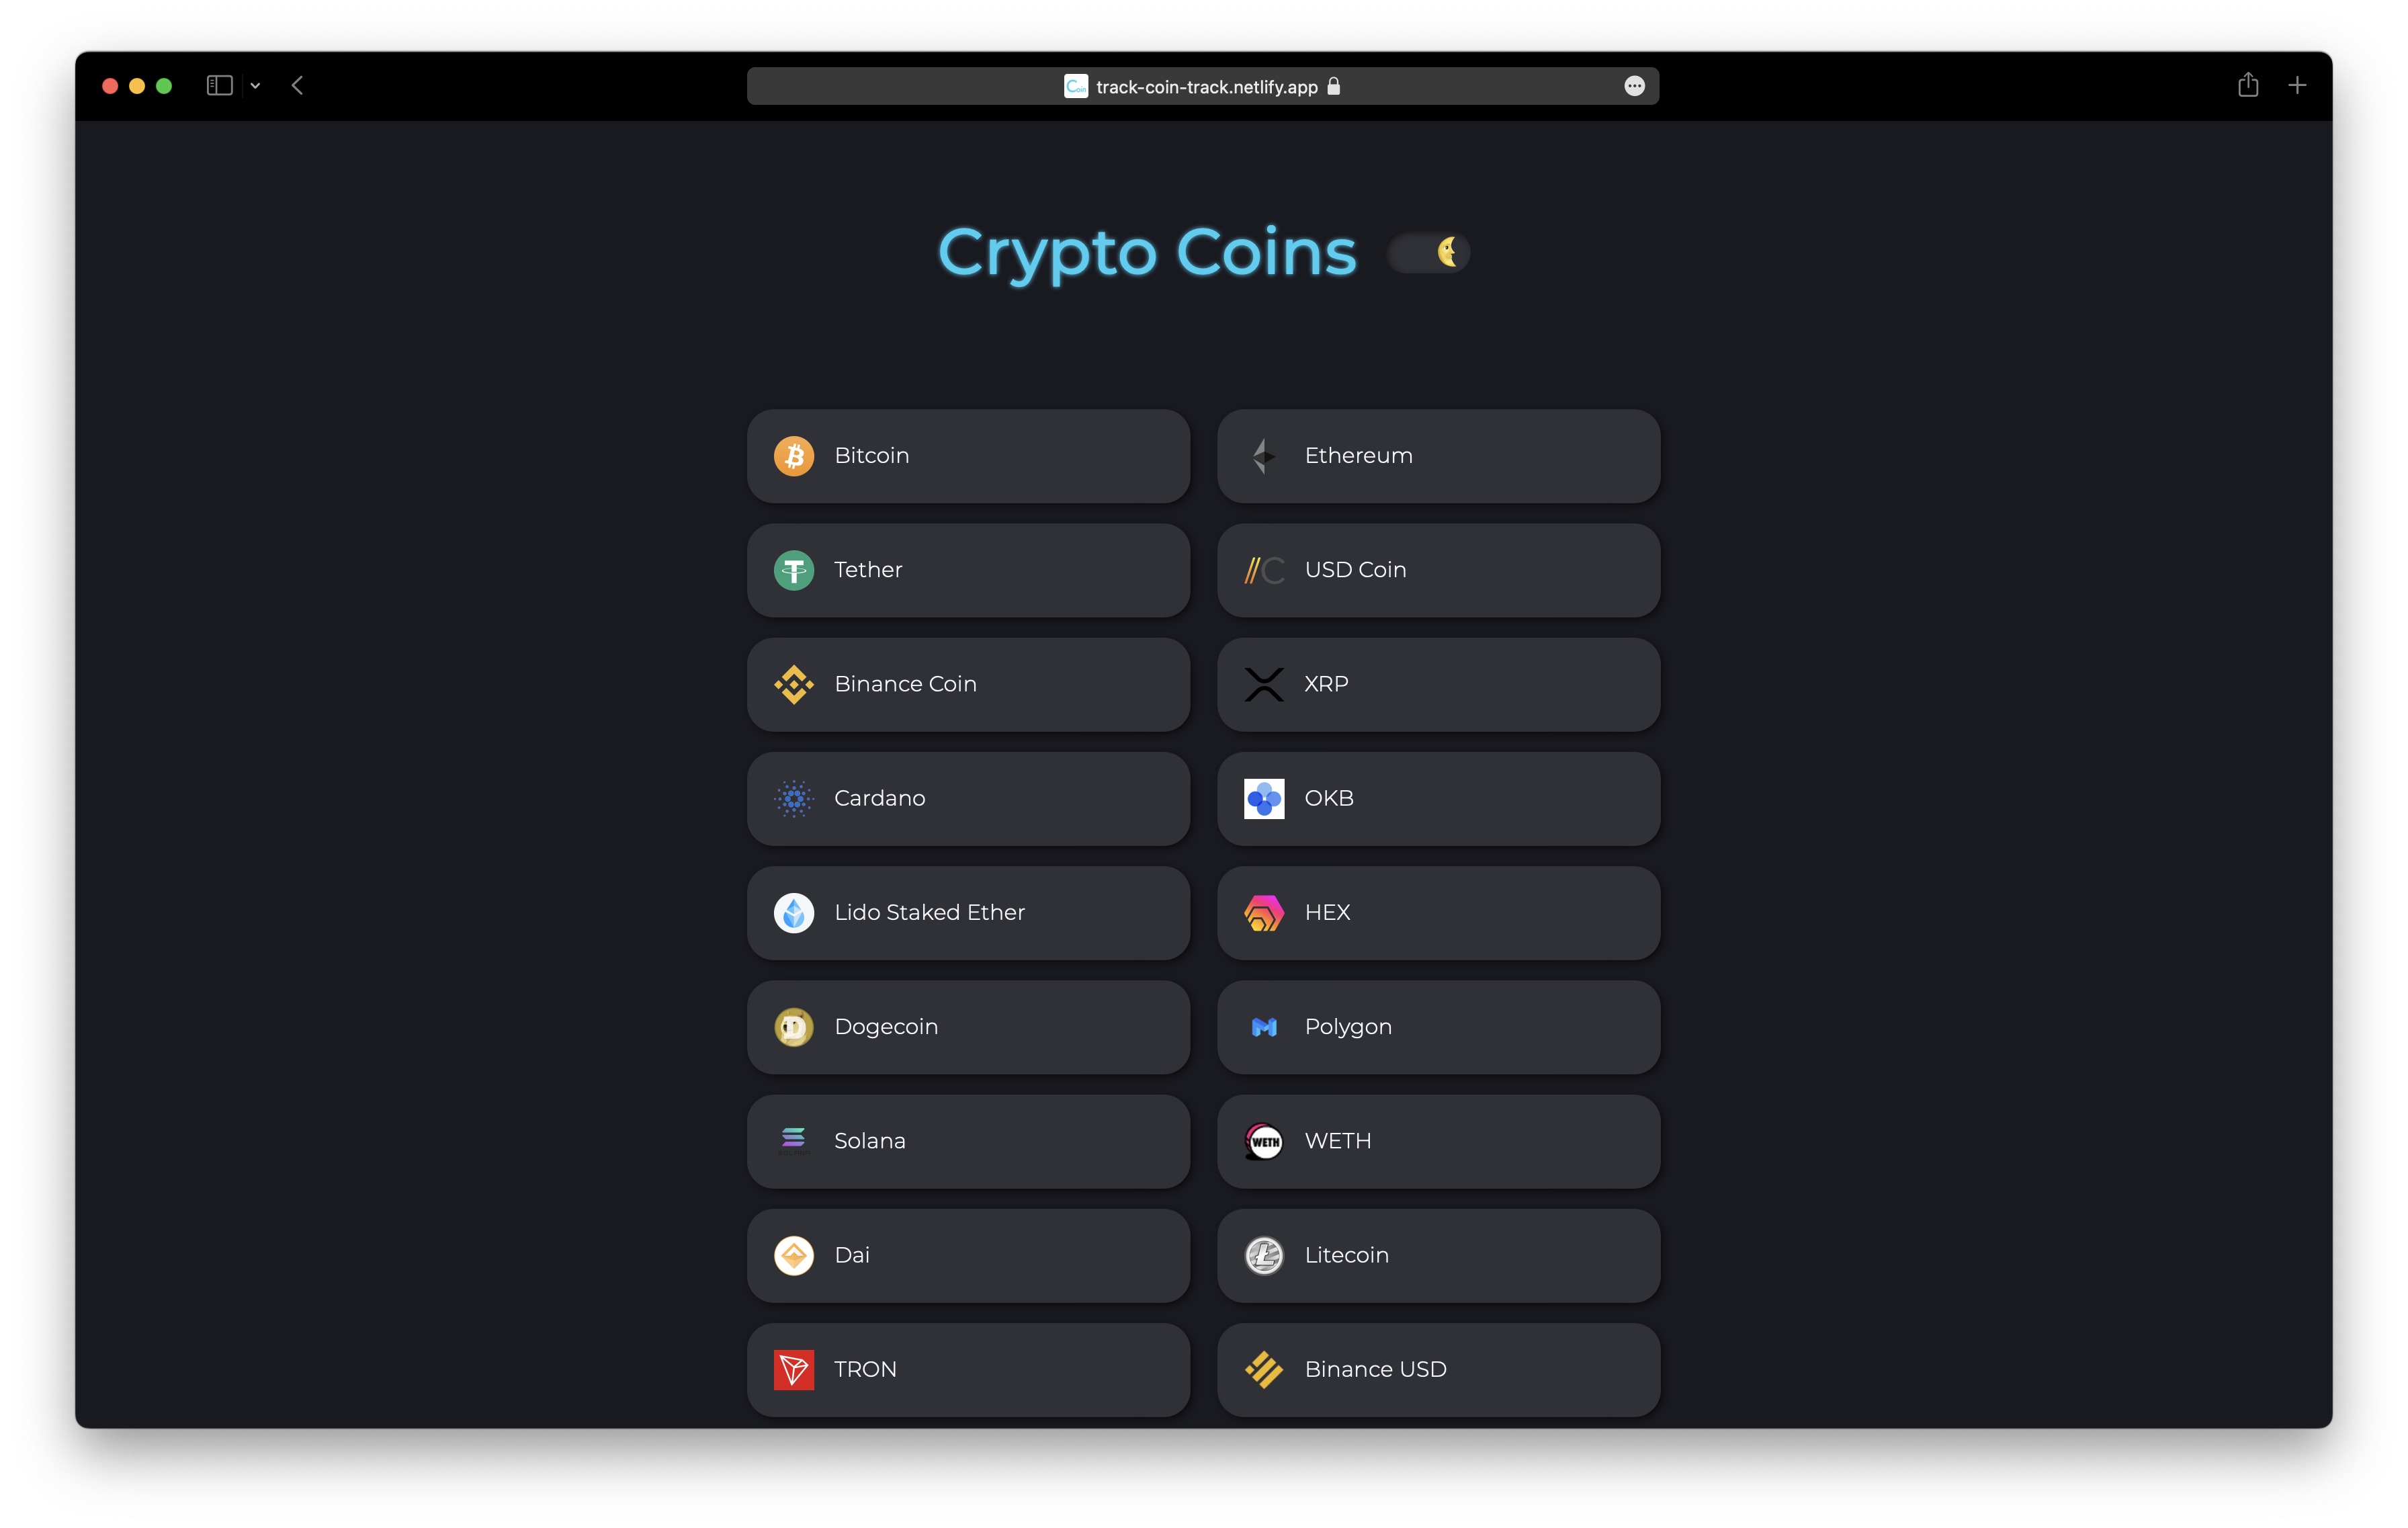 track-coin-track.netlify.app
Crypto Coins
Bitcoin
Ethereum
Tether
USD Coin
Binance Coin
XRP
Cardano
OKB
Lido Staked Ether
HEX
Dogecoin
Polygon
Solana
WETH
WETH
Dai
Litecoin
TRON
Binance USD